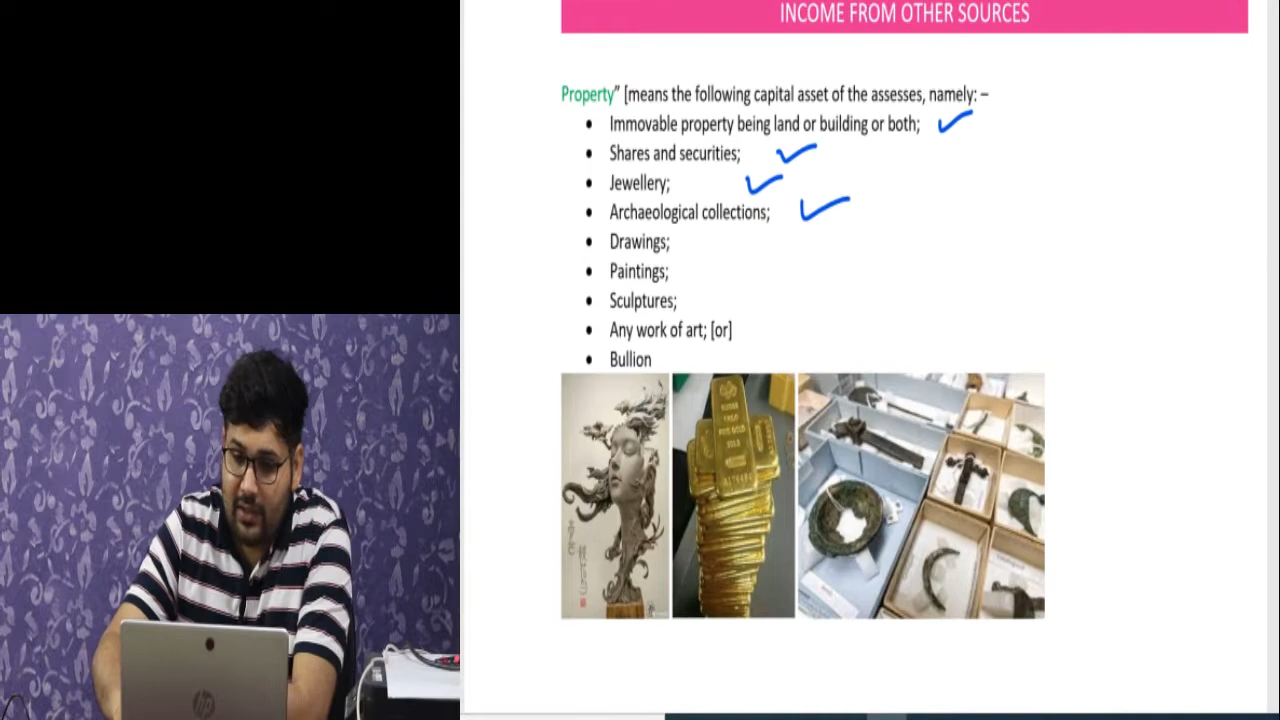 INCOME FROM OTHER SOURCES
Property” [means the following capital asset of the assesses, namely: –
• Immovable property being land or building or both;
• Shares and securities;
• Jewellery;
• Archaeological collections;
• Drawings;
• Paintings;
• Sculptures;
• Any work of art; [or]
• Bullion
hp